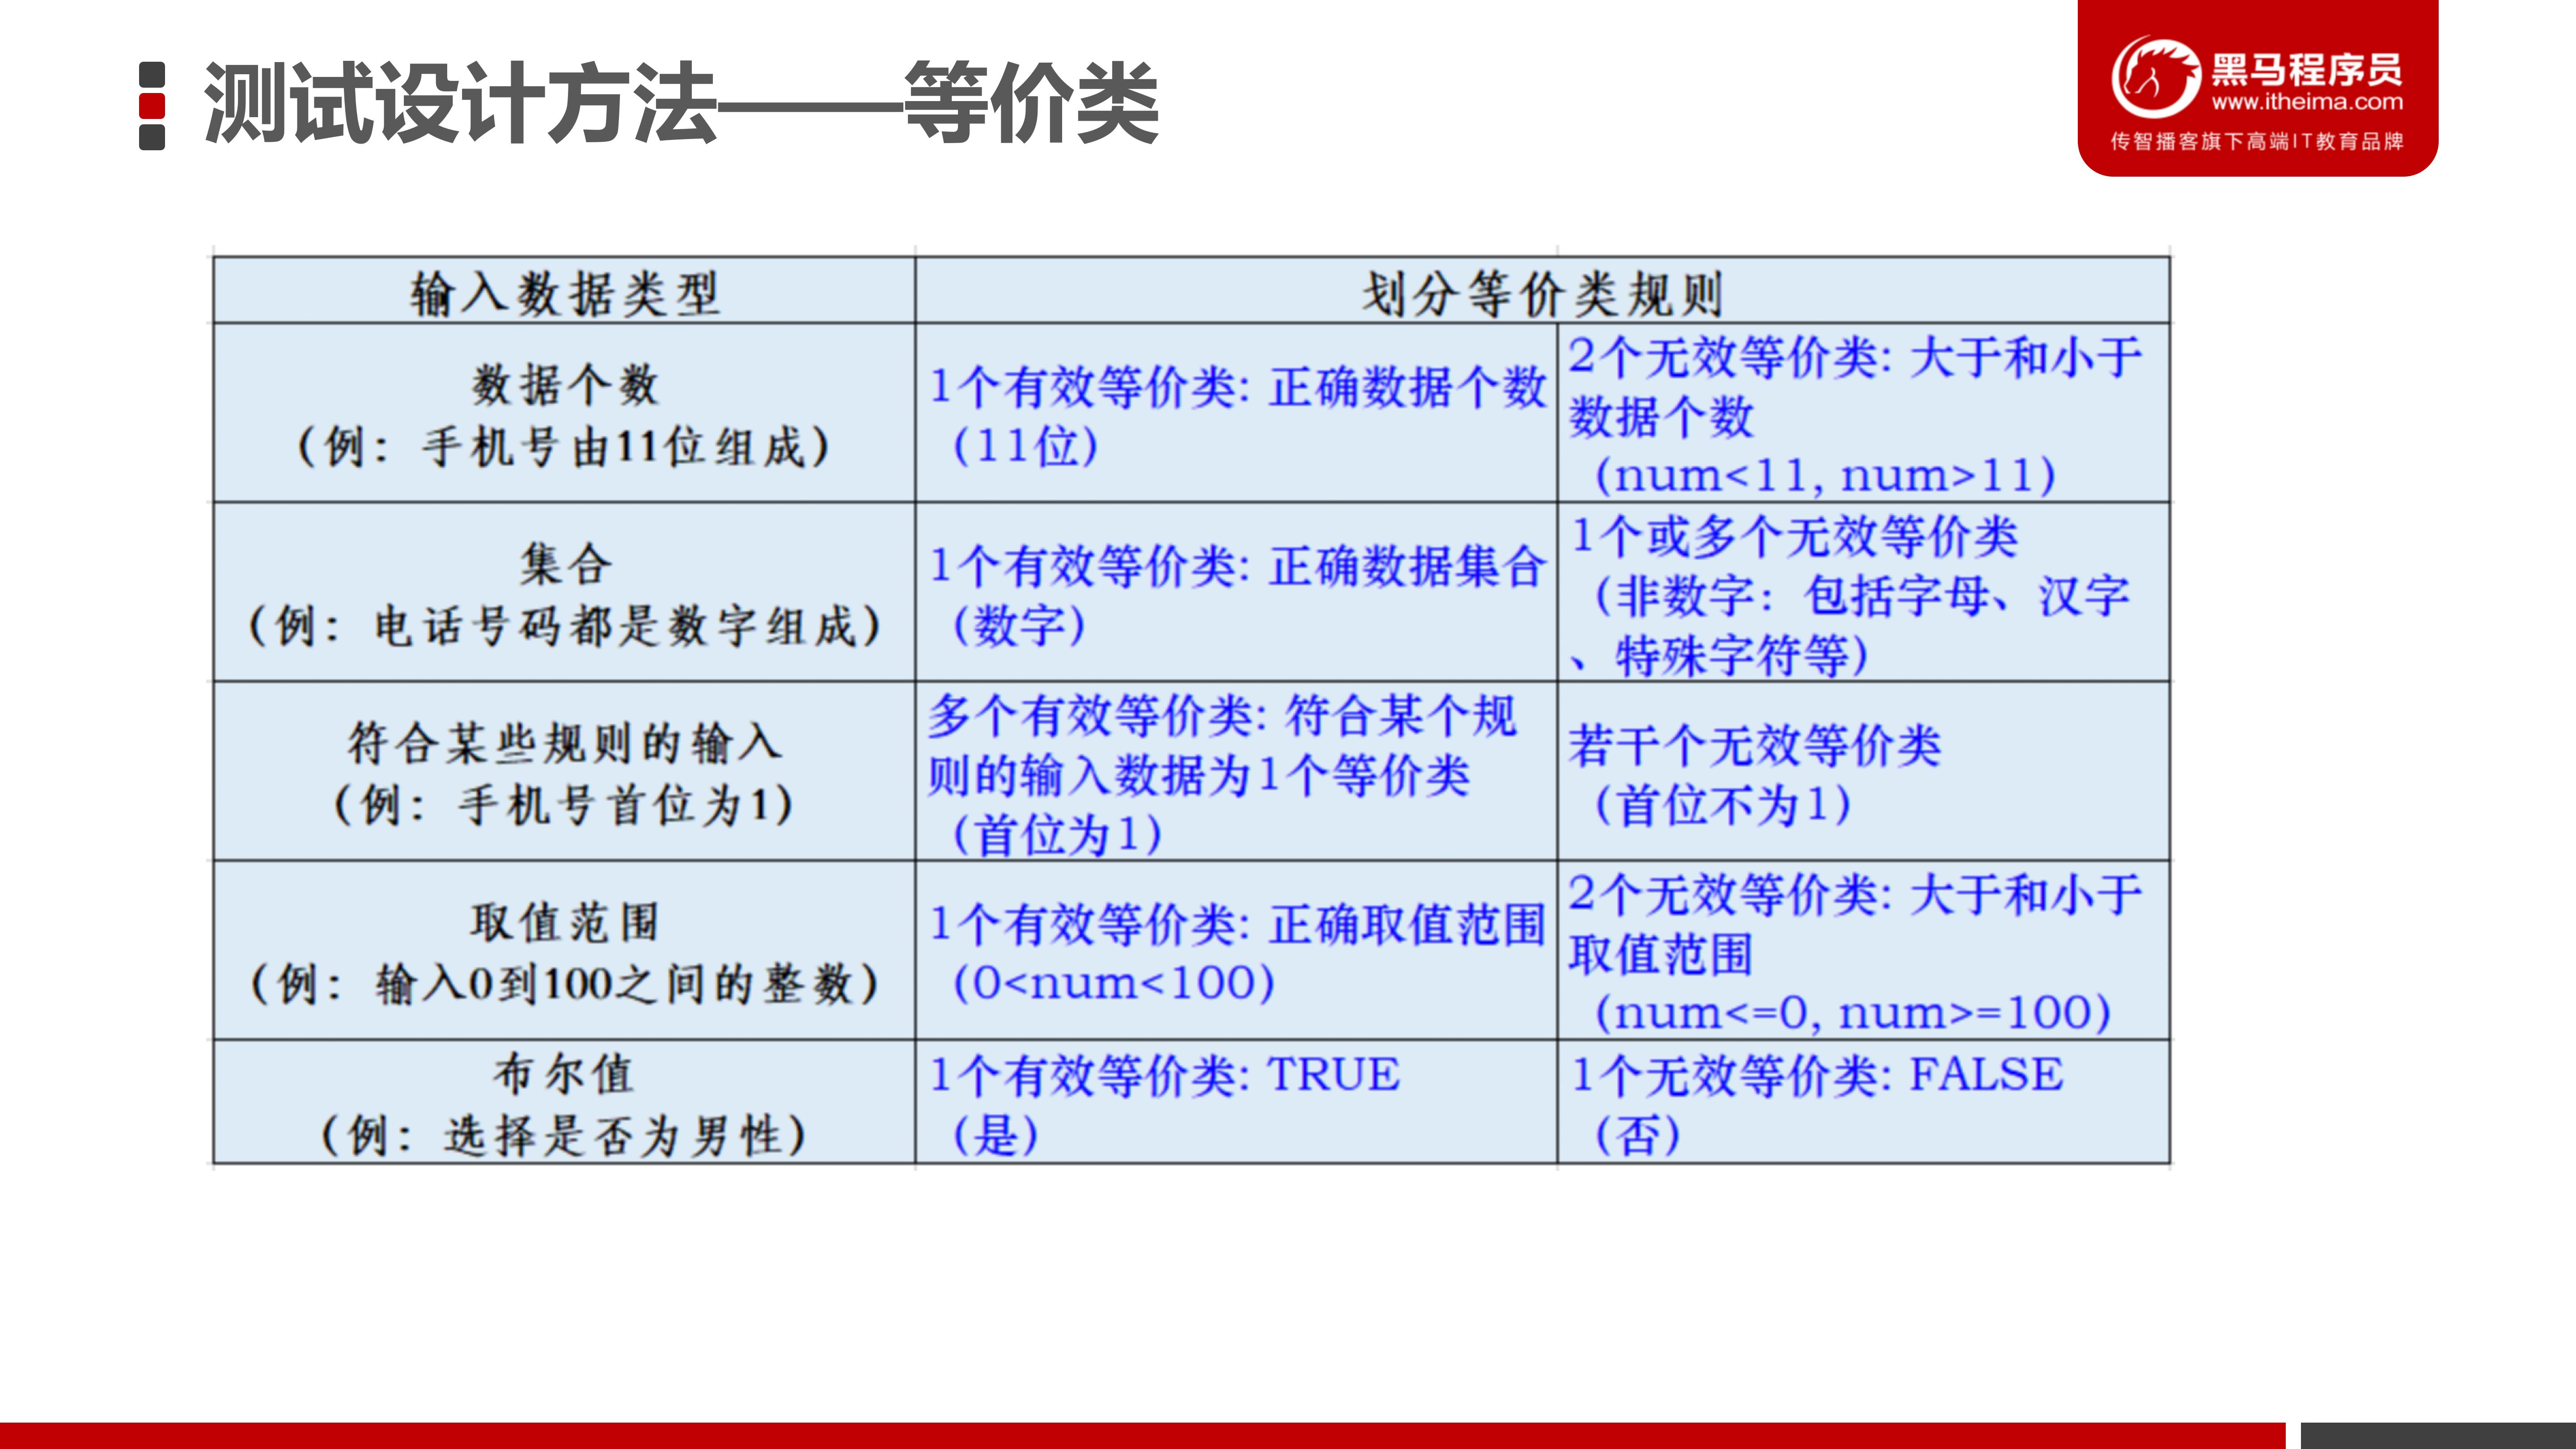 测试设计方法——等价类
黑马程序员
www.itheima.com
传智播客旗下高端IT教育品牌
输入数据类型
划分等价类规则
数据个数
（例：手机号由11位组成）
1个有效等价类: 正确数据个数
（11位）
2个无效等价类: 大于和小于
数据个数
（num<11, num>11）
集合
（例：电话号码都是数字组成）
1个有效等价类: 正确数据集合
（数字）
1个或多个无效等价类
（非数字：包括字母、汉字
、特殊字符等）
符合某些规则的输入
（例：手机号首位为1）
多个有效等价类: 符合某个规
则的输入数据为1个等价类
（首位为1）
若干个无效等价类
（首位不为1）
取值范围
（例：输入0到100之间的整数）
1个有效等价类: 正确取值范围
（0<num<100）
2个无效等价类: 大于和小于
取值范围
（num<=0, num>=100）
布尔值
（例：选择是否为男性）
1个有效等价类: TRUE
（是）
1个无效等价类: FALSE
（否）